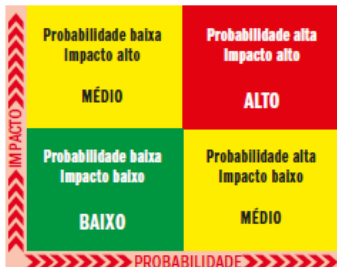 Probabilidade baixa
Impacto alto
MÉDIO
Probabilidade alta
Impacto alto
ALTO
IMPACTO
Probabilidade baixa
Impacto baixo
BAIXO
Probabilidade alta
Impacto baixo
MÉDIO
PROBABILIDADE